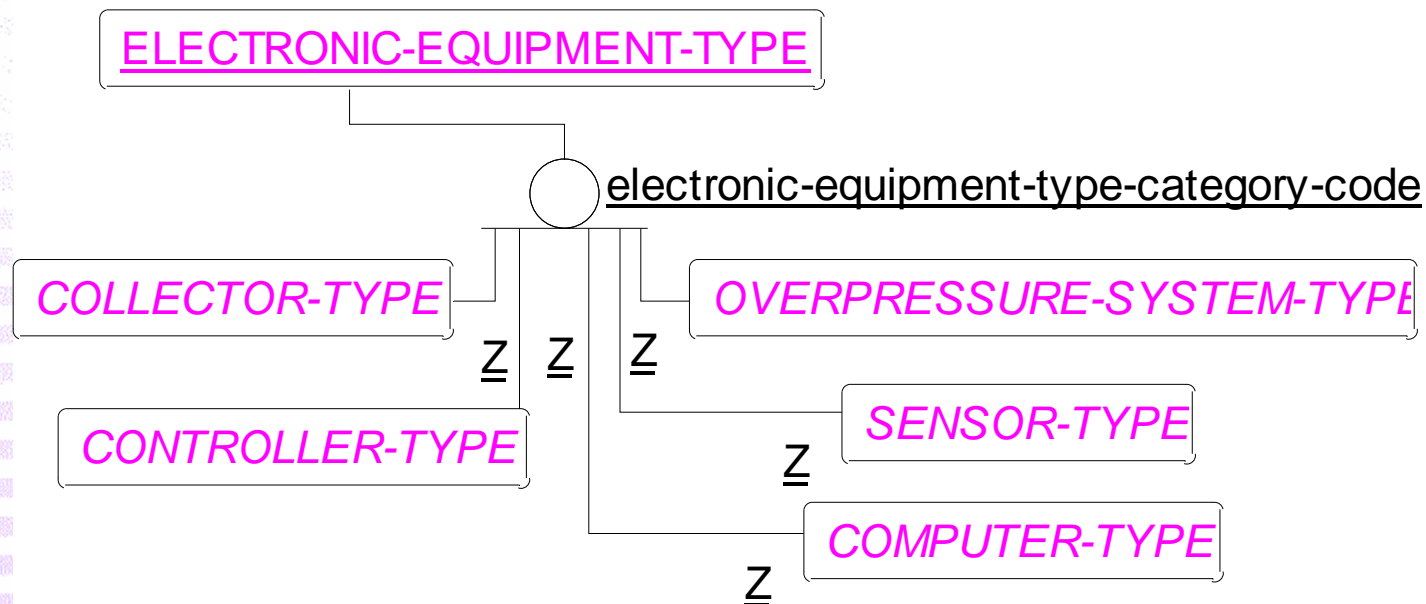 ELECTRONIC-EQUIPMENT-TYPE
electronic-equipment-type-category-code
COLLECTOR-TYPE
OVERPRESSURE-SYSTEM-TYPE
Z
Z
Z
CONTROLLER-TYPE
SENSOR-TYPE
Z
COMPUTER-TYPE
Z